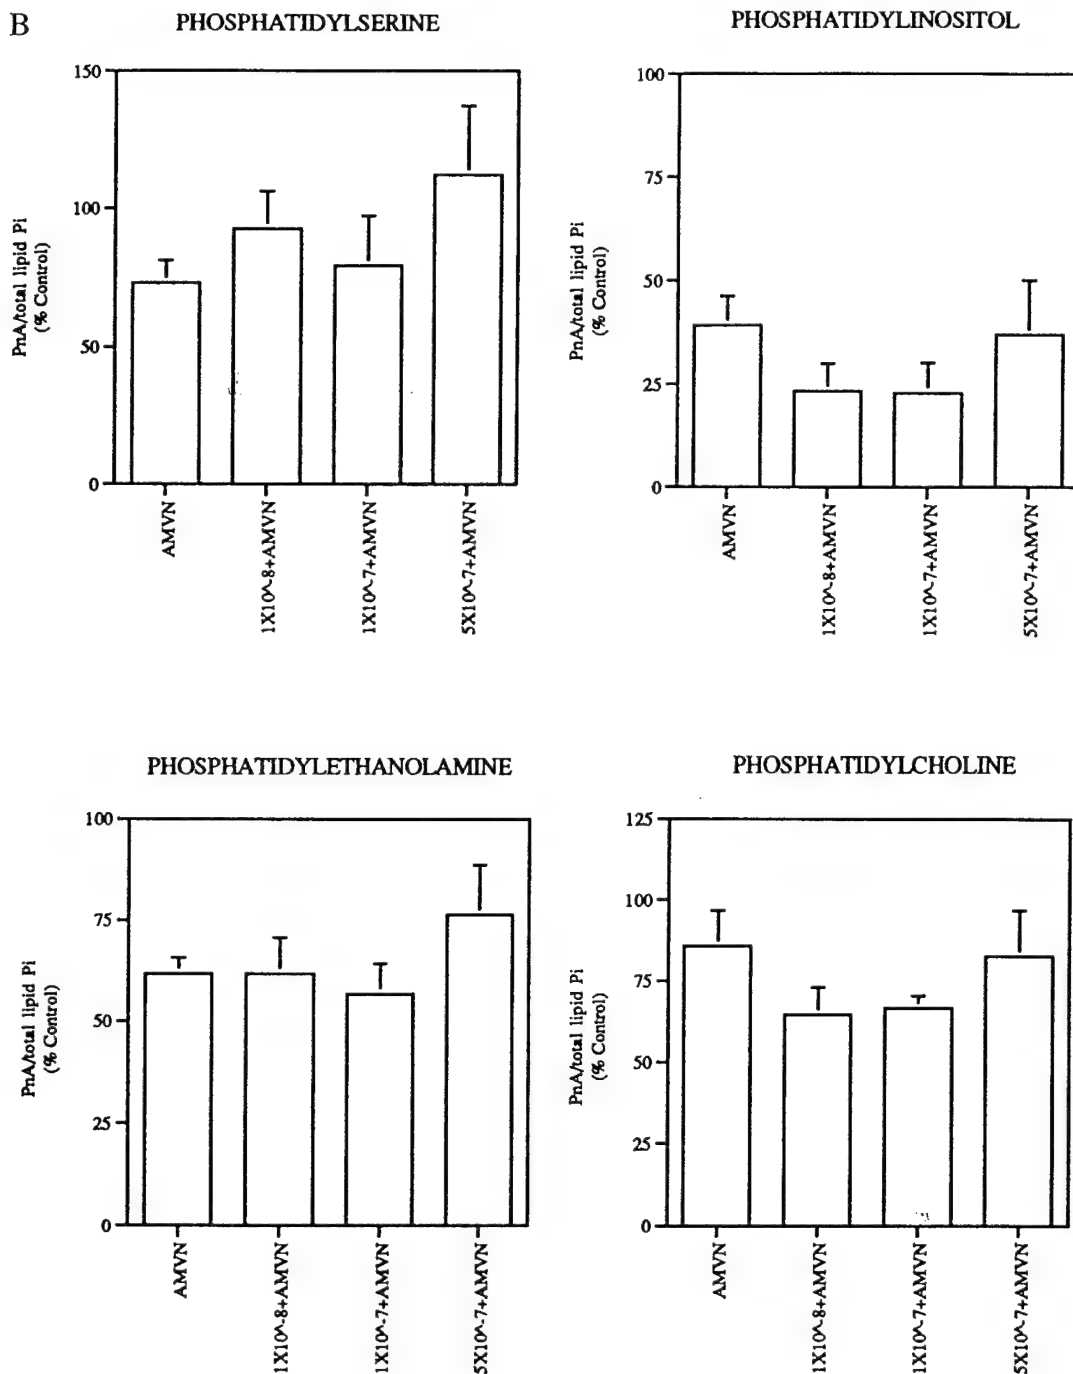 B
PHOSPHATIDYLSERINE
PnA/total lipid Pi
(% Control)
150
100
50
0
AMVN
1X10^-8+AMVN
1X10^-7+AMVN
5X10^-7+AMVN
PHOSPHATIDYLINOSITOL
PnA/total lipid Pi
(% Control)
100
75
50
25
0
AMVN
1X10^-8+AMVN
1X10^-7+AMVN
5X10^-7+AMVN
PHOSPHATIDYLETHANOLAMINE
PnA/total lipid Pi
(% Control)
100
75
50
25
0
AMVN
1X10^-8+AMVN
1X10^-7+AMVN
5X10^-7+AMVN
PHOSPHATIDYLCHOLINE
PnA/total lipid Pi
(% Control)
125
100
75
50
25
0
AMVN
1X10^-8+AMVN
1X10^-7+AMVN
5X10^-7+AMVN